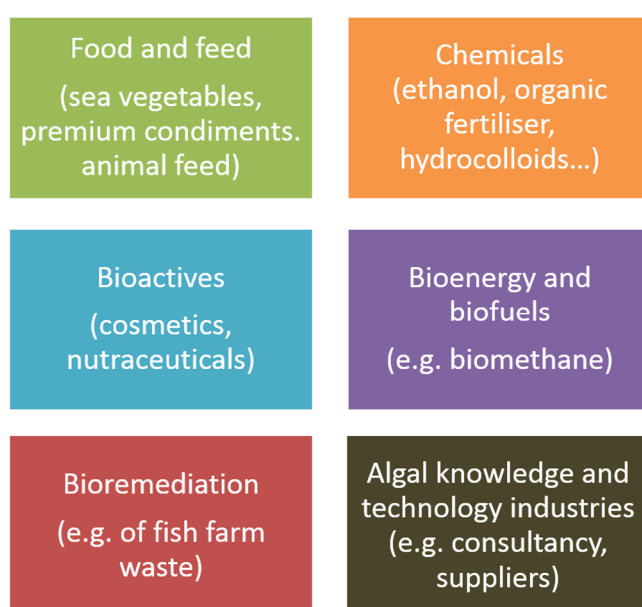 Food and feed
(sea vegetables,
premium condiments.
animal feed)
Chemicals
(ethanol, organic
fertiliser,
hydrocolloids...)
Bioactives
(cosmetics,
nutraceuticals)
Bioenergy and
biofuels
(e.g. biomethane)
Bioremediation
(e.g. of fish farm
waste)
Algal knowledge and
technology industries
(e.g. consultancy,
suppliers)